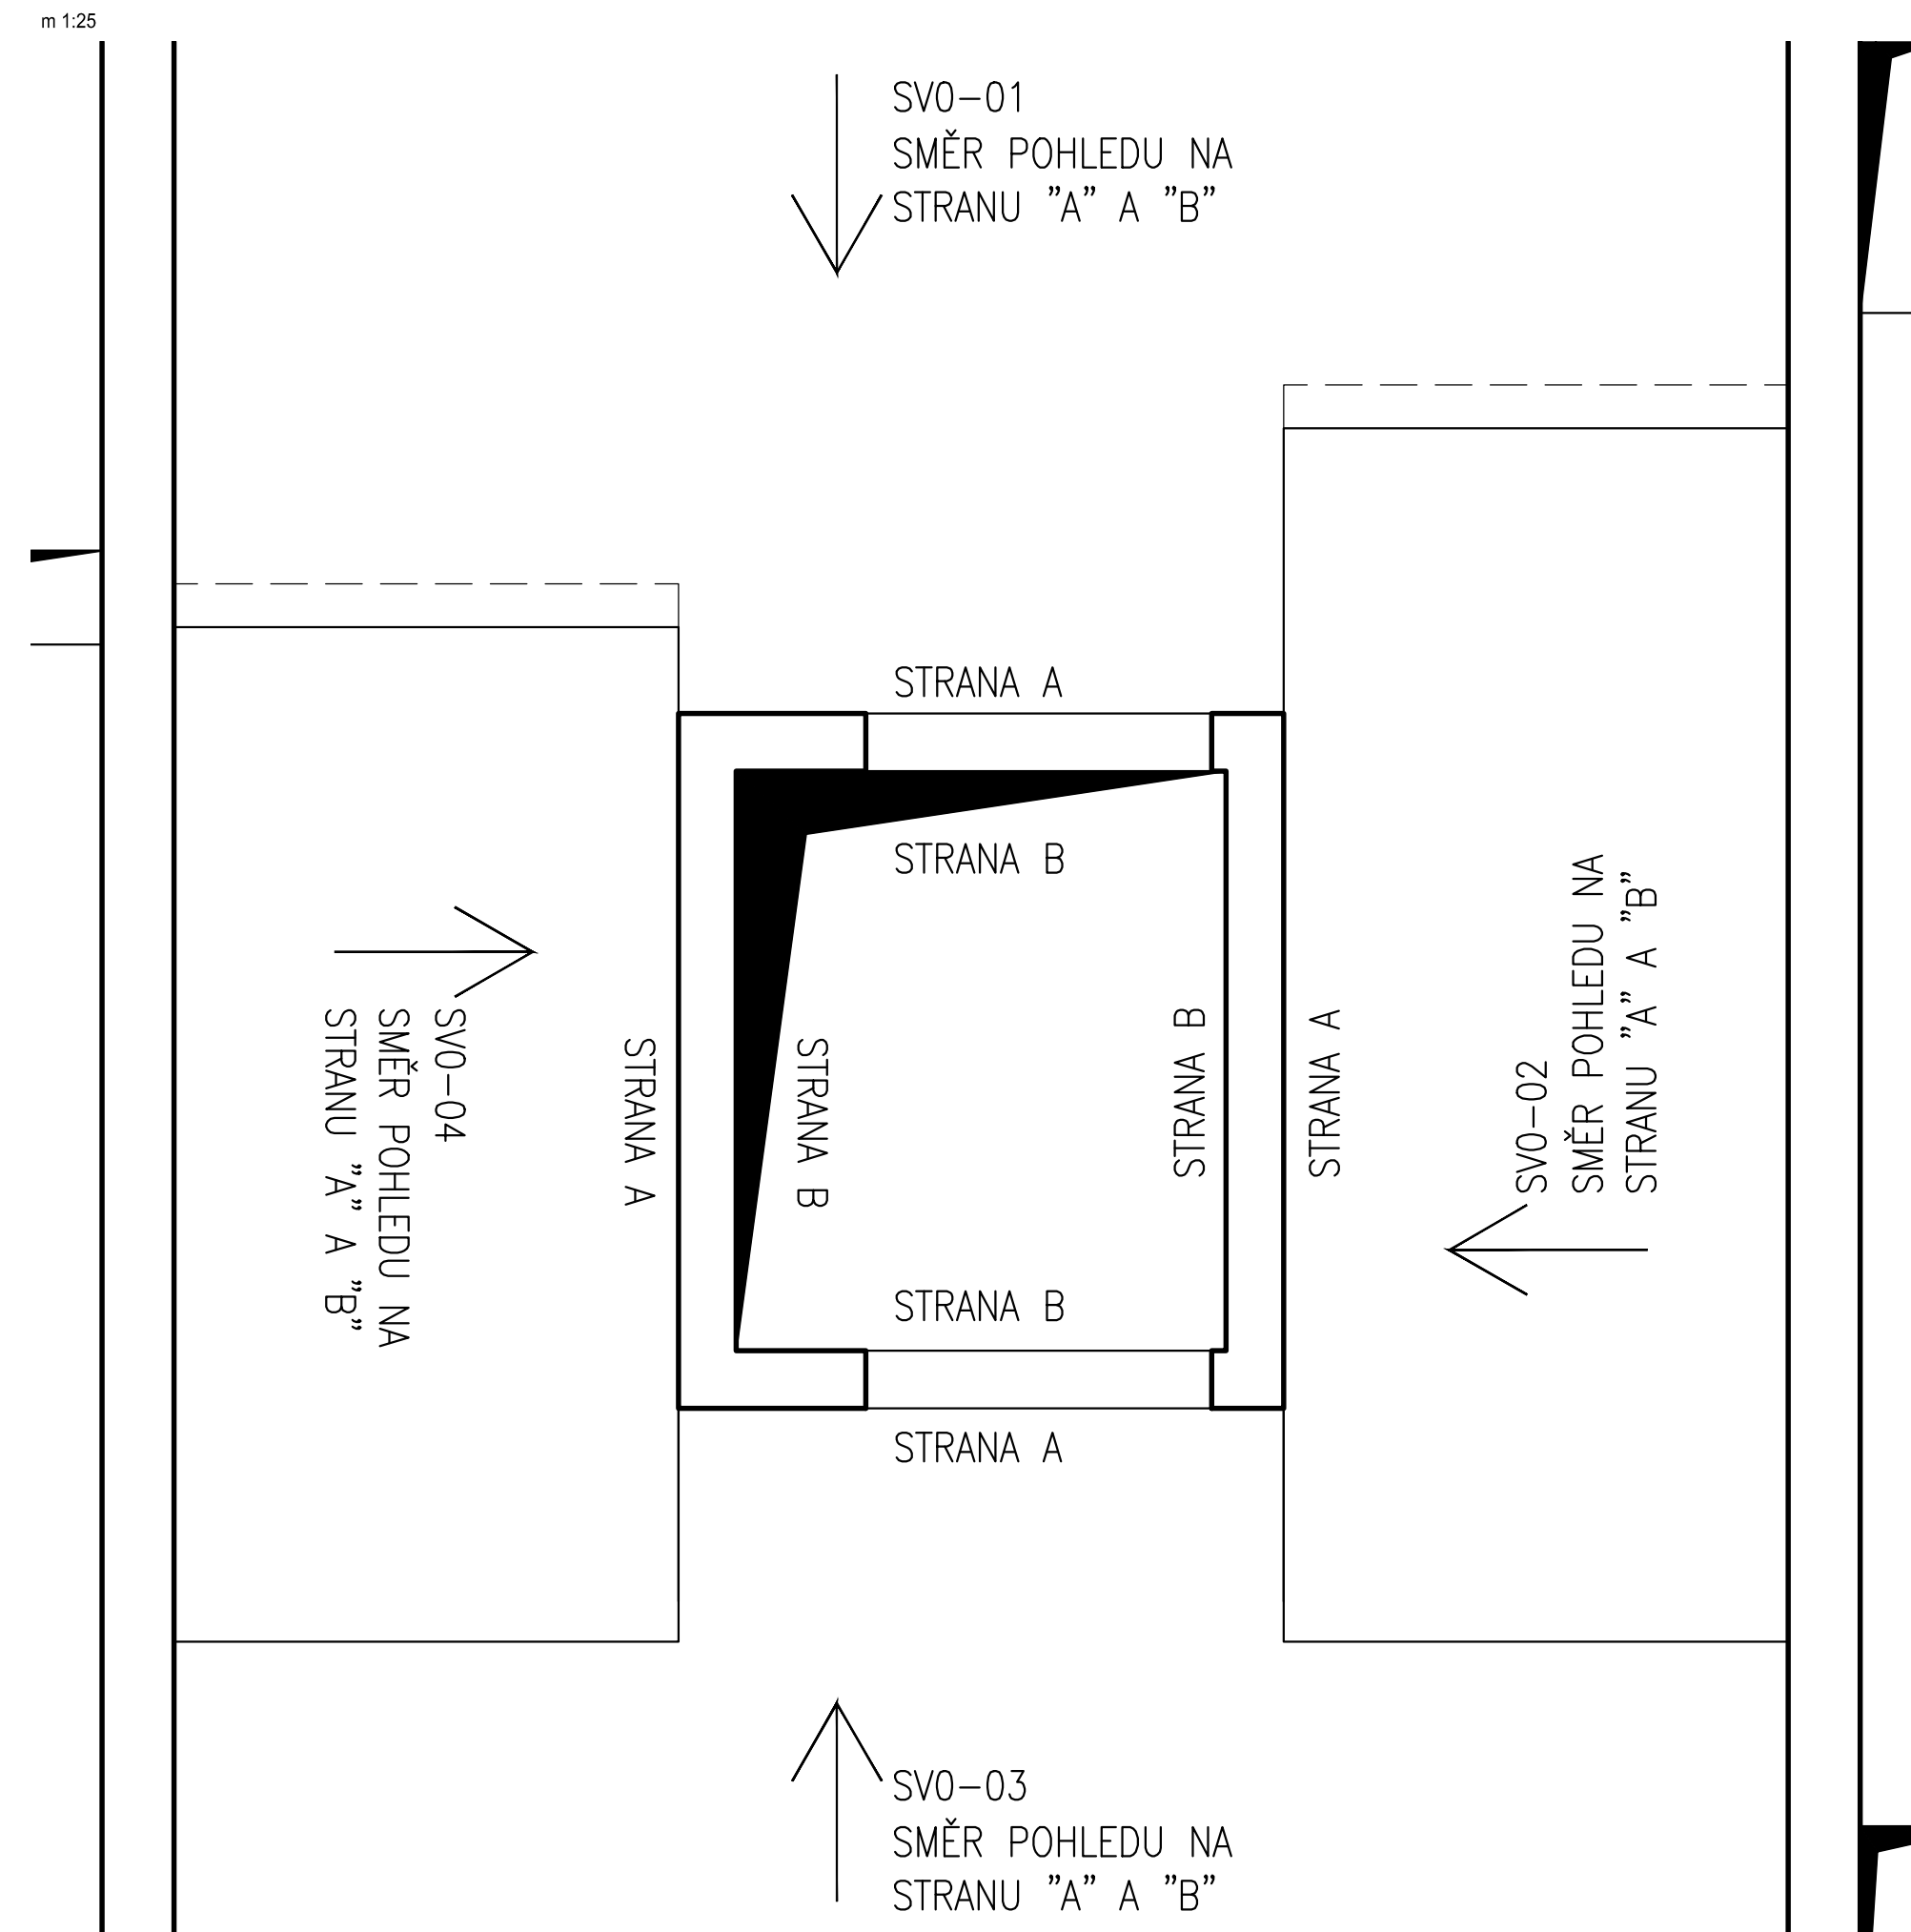 m 1:25
SV0-01
SMĚR POHLEDU NA
STRANU "A" A "B"
STRANA A
STRANA B
SV0-04
SMĚR POHLEDU NA
STRANU "A" A "B"
STRANA A
STRANA B
STRANA B
STRANA A
SV0-02
SMĚR POHLEDU NA
STRANU "A" A "B"
STRANA B
STRANA A
SV0-03
SMĚR POHLEDU NA
STRANU "A" A "B"